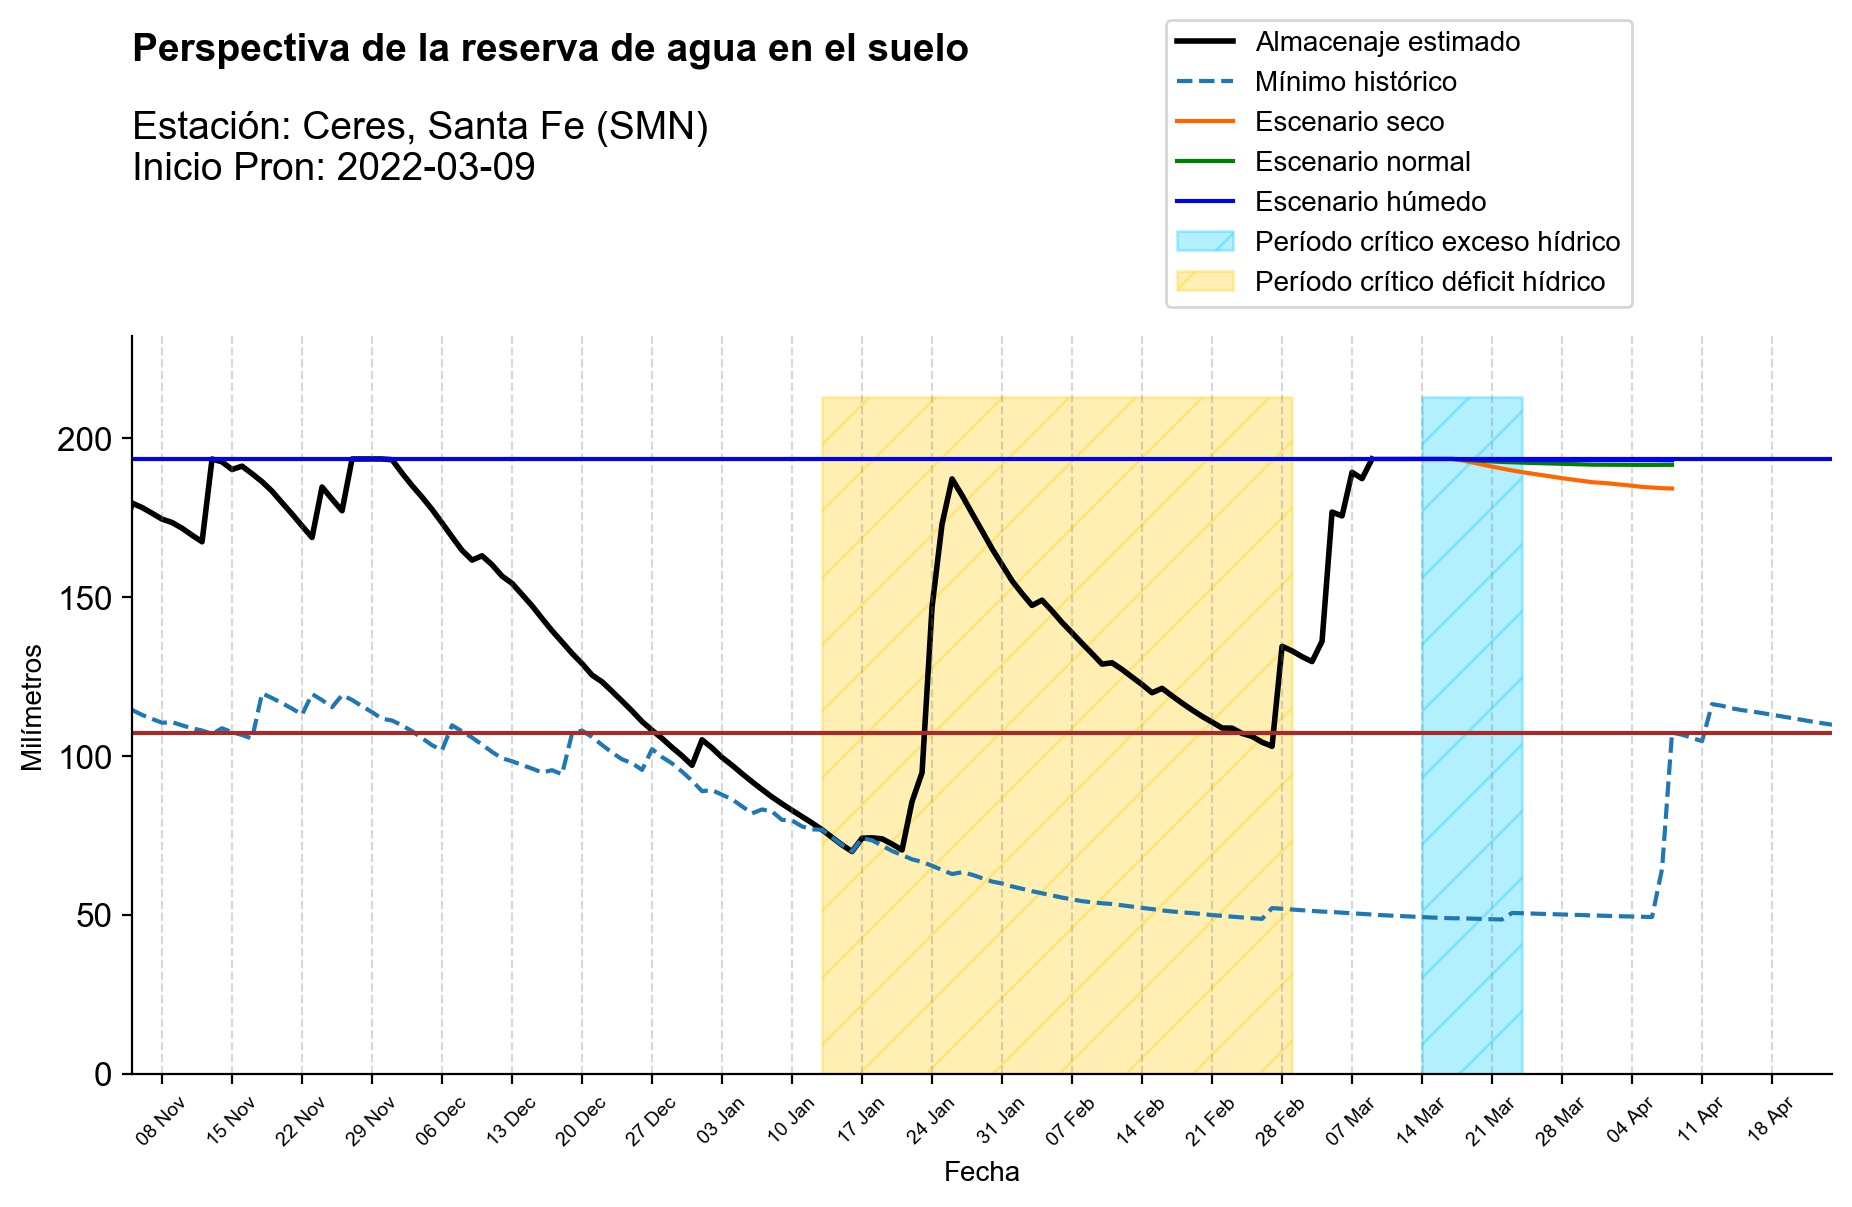 Perspectiva de la reserva de agua en el suelo
Estación: Ceres, Santa Fe (SMN)
Inicio Pron: 2022-03-09
Almacenaje estimado
Mínimo histórico
Escenario seco
Escenario normal
Escenario húmedo
Período crítico exceso hídrico
Período crítico déficit hídrico
200
150
100
50
0
Milímetros
08 Nov
15 Nov
22 Nov
29 Nov
06 Dec
13 Dec
20 Dec
27 Dec
03 Jan
10 Jan
17 Jan
24 Jan
31 Jan
07 Feb
14 Feb
21 Feb
28 Feb
07 Mar
14 Mar
21 Mar
28 Mar
04 Apr
11 Apr
18 Apr
Fecha